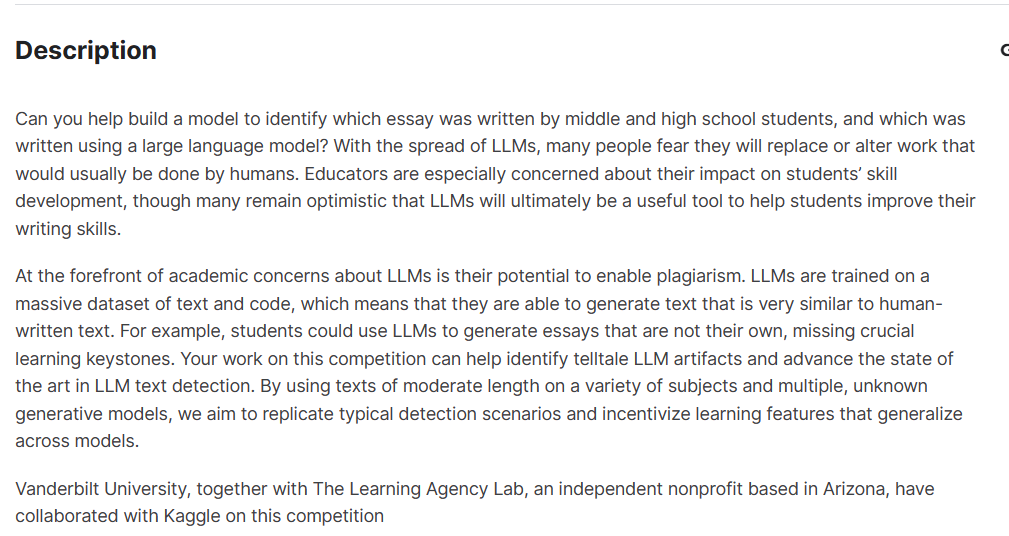 Description
Can you help build a model to identify which essay was written by middle and high school students, and which was
written using a large language model? With the spread of LLMs, many people fear they will replace or alter work that
would usually be done by humans. Educators are especially concerned about their impact on students’ skill
development, though many remain optimistic that LLMs will ultimately be a useful tool to help students improve their
writing skills.
At the forefront of academic concerns about LLMs is their potential to enable plagiarism. LLMs are trained on a
massive dataset of text and code, which means that they are able to generate text that is very similar to human-
written text. For example, students could use LLMs to generate essays that are not their own, missing crucial
learning keystones. Your work on this competition can help identify telltale LLM artifacts and advance the state of
the art in LLM text detection. By using texts of moderate length on a variety of subjects and multiple, unknown
generative models, we aim to replicate typical detection scenarios and incentivize learning features that generalize
across models.
Vanderbilt University, together with The Learning Agency Lab, an independent nonprofit based in Arizona, have
collaborated with Kaggle on this competition